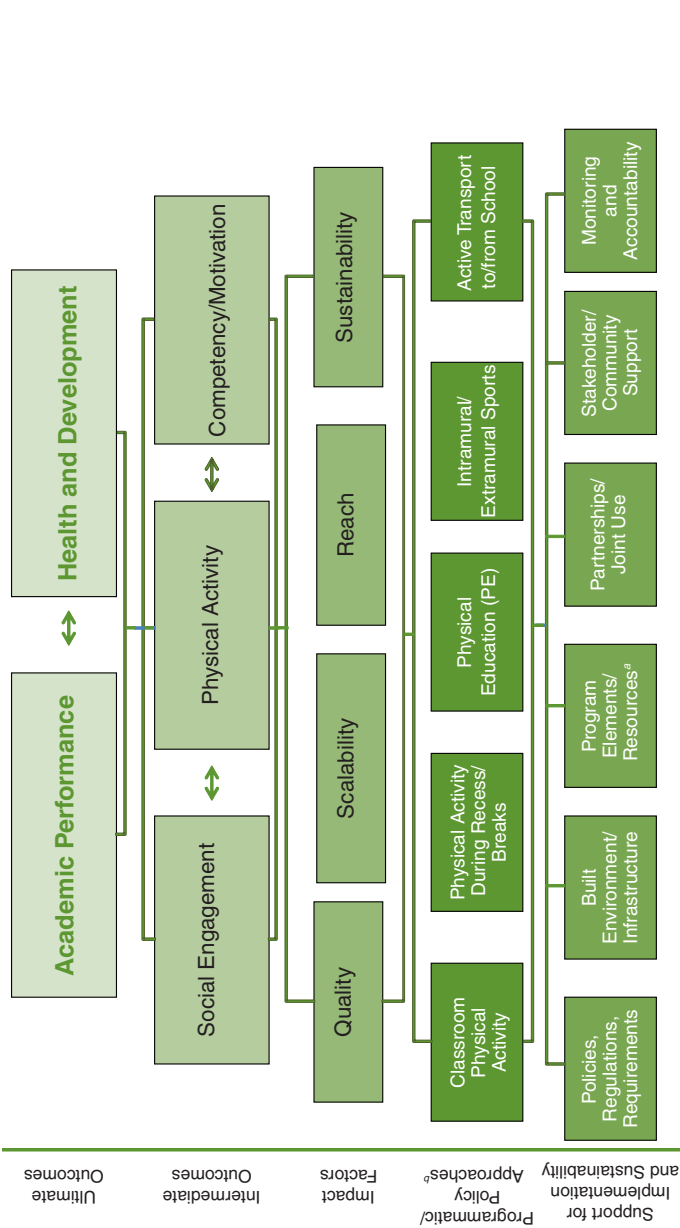 Ultimate
Outcomes
Academic Performance
Health and Development
Intermediate
Outcomes
Social Engagement
Physical Activity
Competency/Motivation
Impact
Factors
Quality
Scalability
Reach
Sustainability
Programmatic/
Policy
Approachesᵇ
Classroom
Physical
Activity
Physical Activity
During Recess/
Breaks
Physical
Education (PE)
Intramural/
Extramural Sports
Active Transport
to/from School
Support for
Implementation
and Sustainability
Policies,
Regulations,
Requirements
Built
Environment/
Infrastructure
Program
Elements/
Resourcesᵃ
Partnerships/
Joint Use
Stakeholder/
Community
Support
Monitoring
and
Accountability